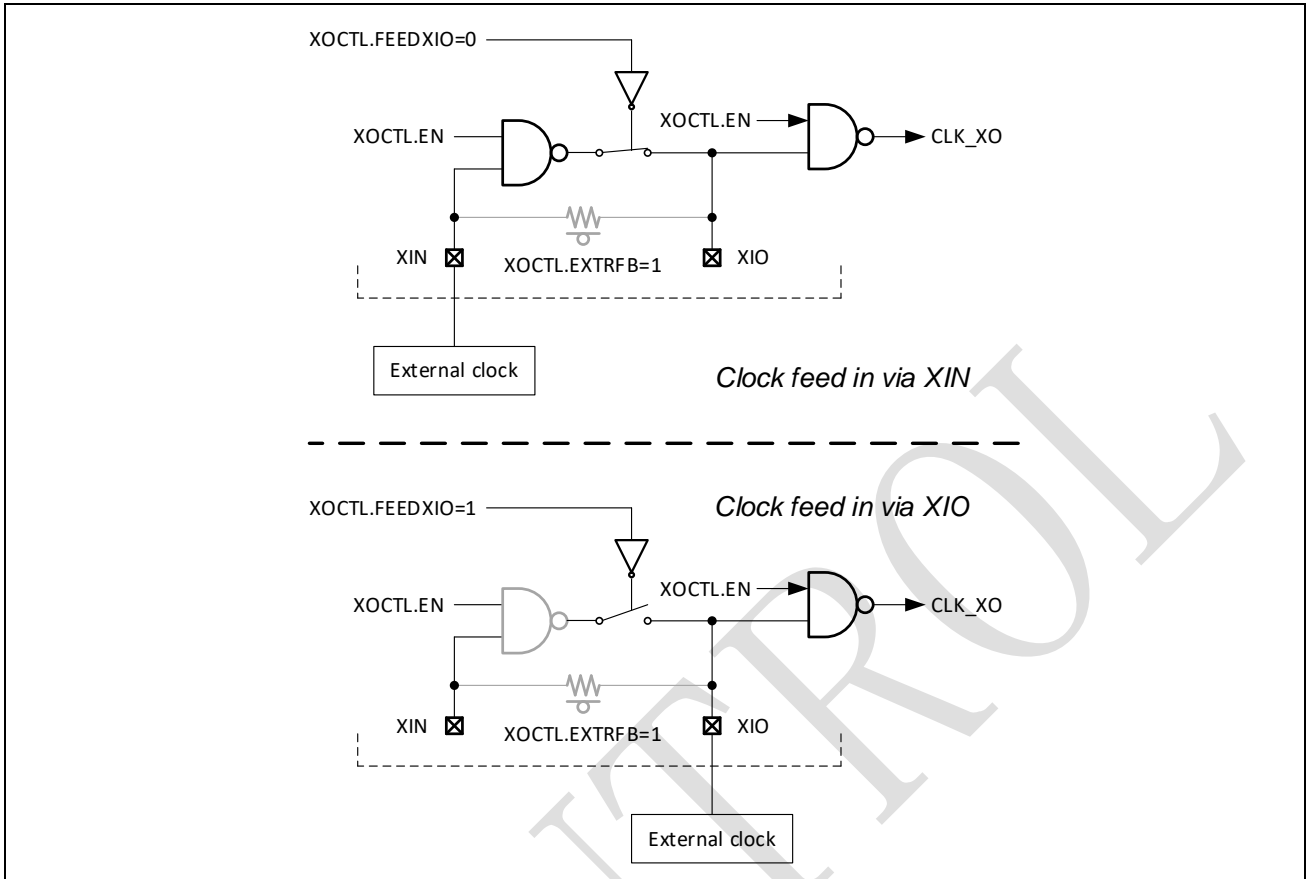 XOCTL.FEEDXIO=0
XOCTL.EN
XOCTL.EN
CLK_XO
XIN
XOCTL.EXTRFB=1
XIO
External clock
Clock feed in via XIN
XOCTL.FEEDXIO=1
Clock feed in via XIO
XOCTL.EN
XOCTL.EN
CLK_XO
XIN
XOCTL.EXTRFB=1
XIO
External clock